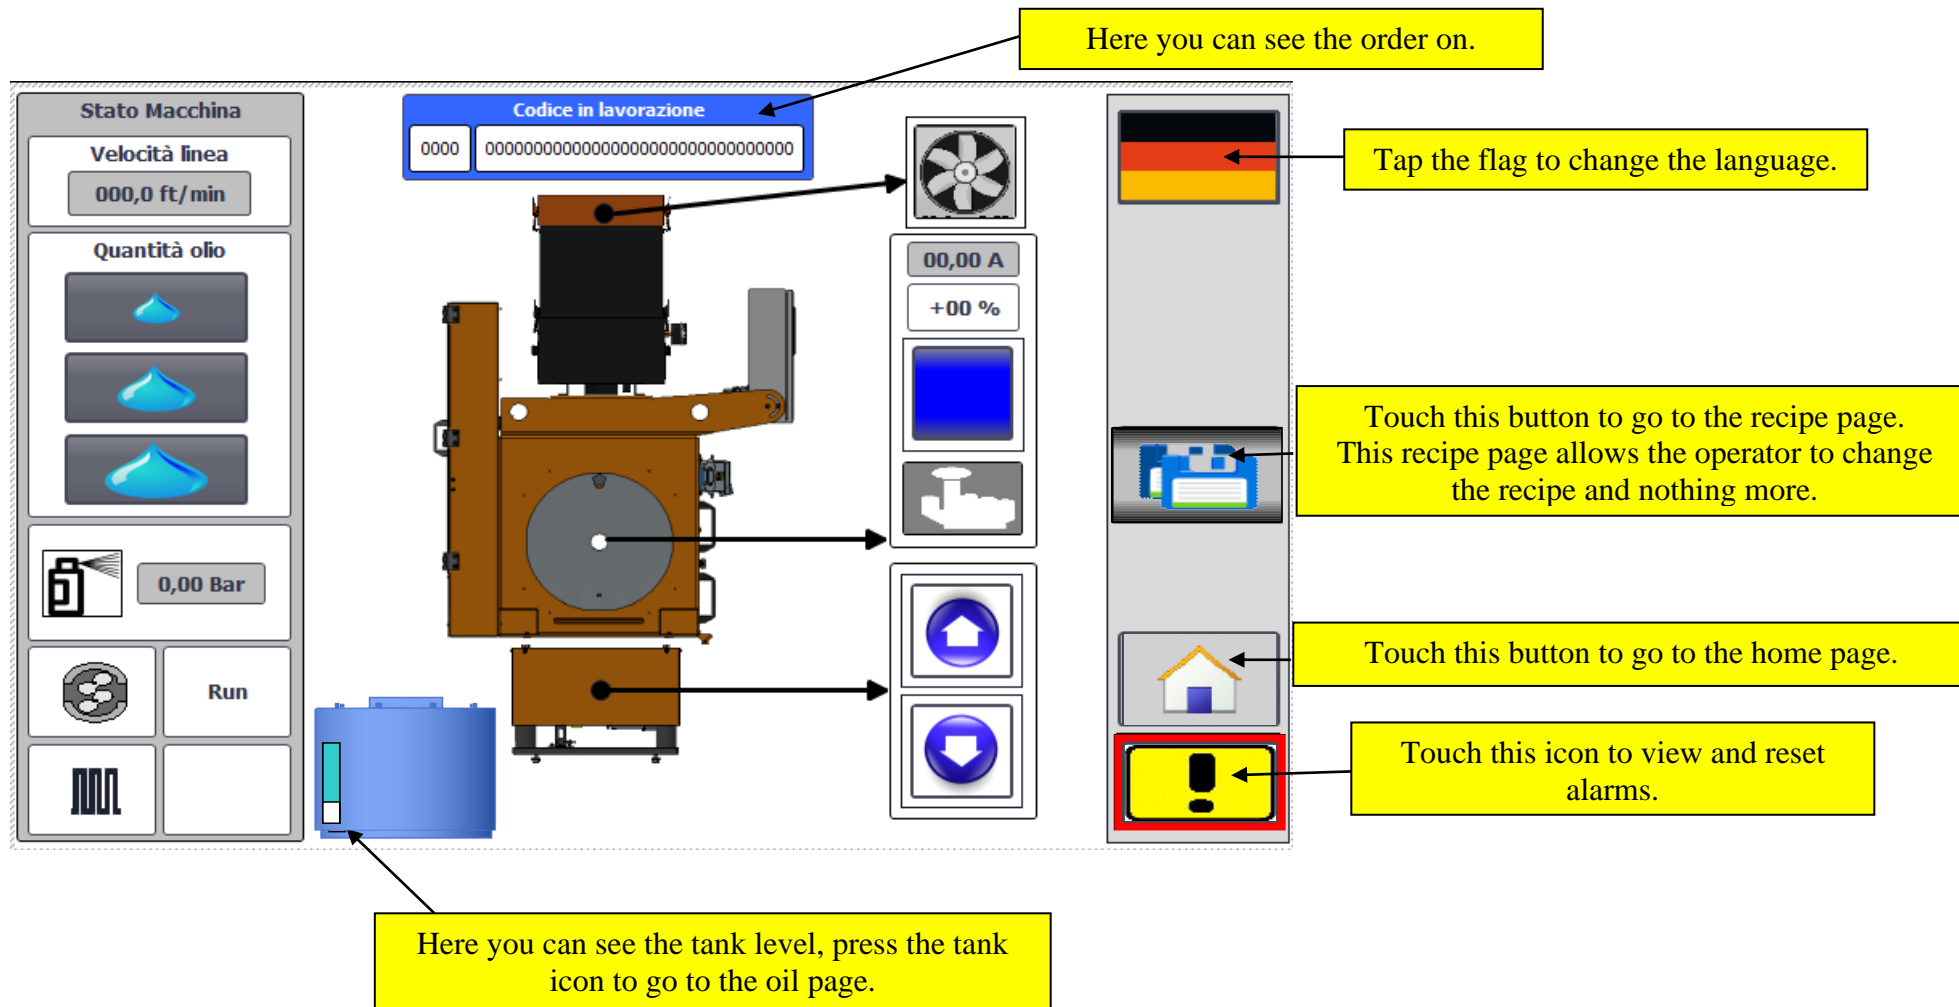 Here you can see the order on.
Stato Macchina
Velocità linea
000,0 ft/min
Quantità olio
0,00 Bar
Run
Codice in lavorazione
0000 00000000000000000000000000000000
00,00 A
+00 %
Tap the flag to change the language.
Touch this button to go to the recipe page.
This recipe page allows the operator to change
the recipe and nothing more.
Touch this button to go to the home page.
Touch this icon to view and reset
alarms.
Here you can see the tank level, press the tank
icon to go to the oil page.